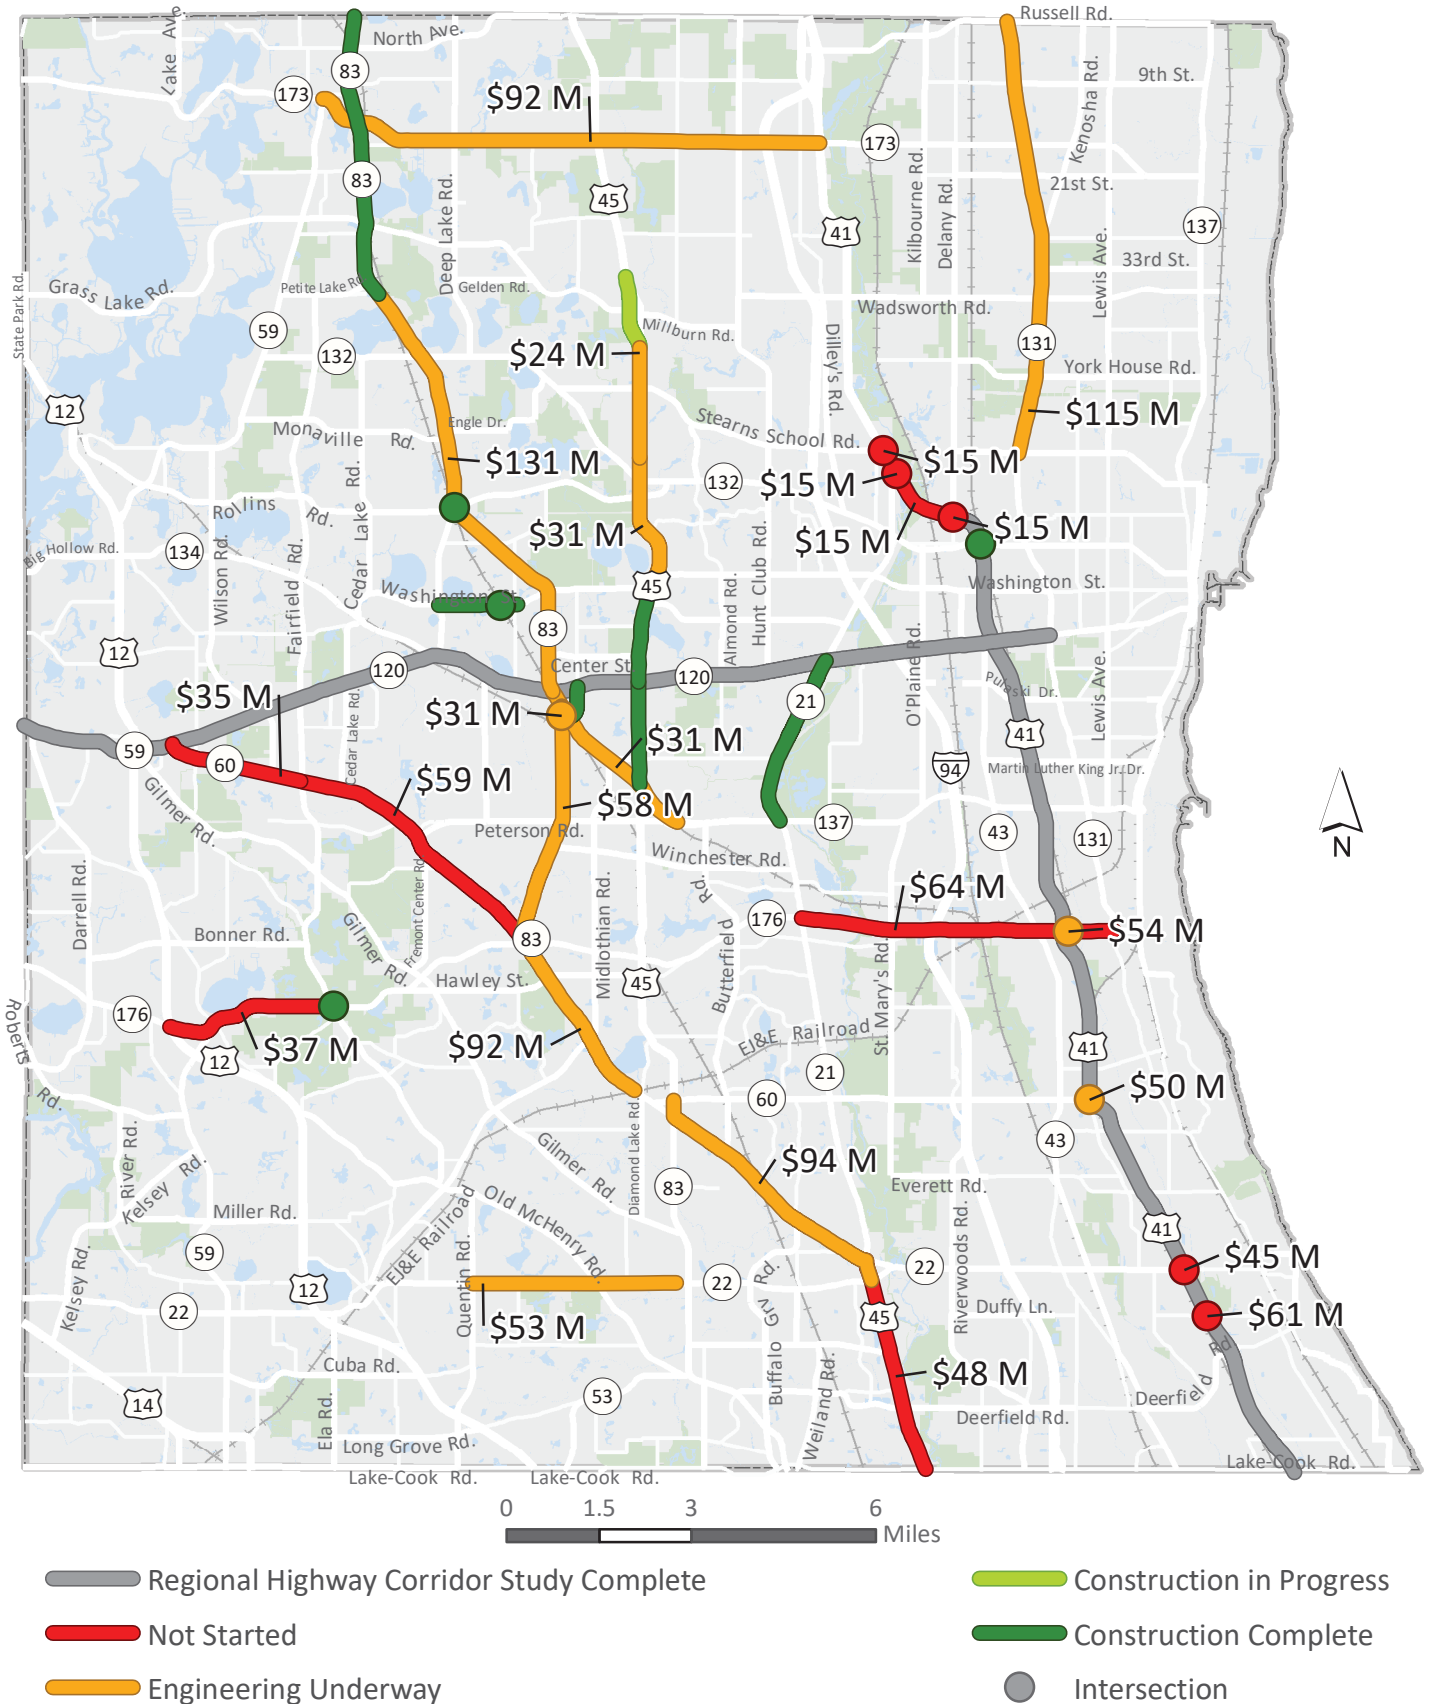 Lake Ave.
North Ave.
Russell Rd.
83
173
$92 M
9th St.
Kenosha Rd.
173
83
Deep Lake Rd.
45
41
Kilbourne Rd.
Delany Rd.
21st St.
137
33rd St.
Lewis Ave.
State Park Rd.
Grass Lake Rd.
Petite Lake Rd.
Gelden Rd.
Wadsworth Rd.
59
132
Millburn Rd.
$24 M
Dilley's Rd.
131
York House Rd.
12
$115 M
Monaville Rd.
Engle Dr.
Stearns School Rd.
$131 M
132
$15 M
$15 M
$15 M
$15 M
Rollins Rd.
Cedar Lake Rd.
$31 M
Big Hollow Rd.
134
Wilson Rd.
Fairfield Rd.
Washington St.
45
Almond Rd.
Hunt Club Rd.
Washington St.
83
12
120
Center St.
120
O'Plaine Rd.
Pulaski Dr.
Lewis Ave.
$35 M
Cedar Lake Rd.
$31 M
21
41
59
60
$31 M
94
Martin Luther King Jr. Dr.
$59 M
$58 M
Gilmer Rd.
Peterson Rd.
137
43
131
N
Winchester Rd.
Darrell Rd.
Fremont Center Rd.
Midlothian Rd.
Rd.
Butterfield
176
$64 M
$54 M
Bonner Rd.
Gilmer Rd.
83
St. Mary's Rd.
Hawley St.
45
Roberts Rd.
176
12
$37 M
$92 M
EJ&E Railroad
41
21
60
$50 M
Diamond Lake Rd.
43
River Rd.
Kelsey Rd.
Gilmer Rd.
$94 M
Everett Rd.
83
Miller Rd.
Old McHenry Rd.
EJ&E Railroad
Riverwoods Rd.
41
59
Kelsey Rd.
12
Quentin Rd.
22
Buffalo Grv Rd.
22
$45 M
22
$53 M
Duffy Ln.
45
$61 M
Rd.
Cuba Rd.
53
Weiland Rd.
$48 M
Deerfield
14
Ela Rd.
Deerfield Rd.
Long Grove Rd.
Lake-Cook Rd.
Lake-Cook Rd.
Lake-Cook Rd.
0 1.5 3 6
Miles
Regional Highway Corridor Study Complete
Construction in Progress
Not Started
Construction Complete
Engineering Underway
Intersection